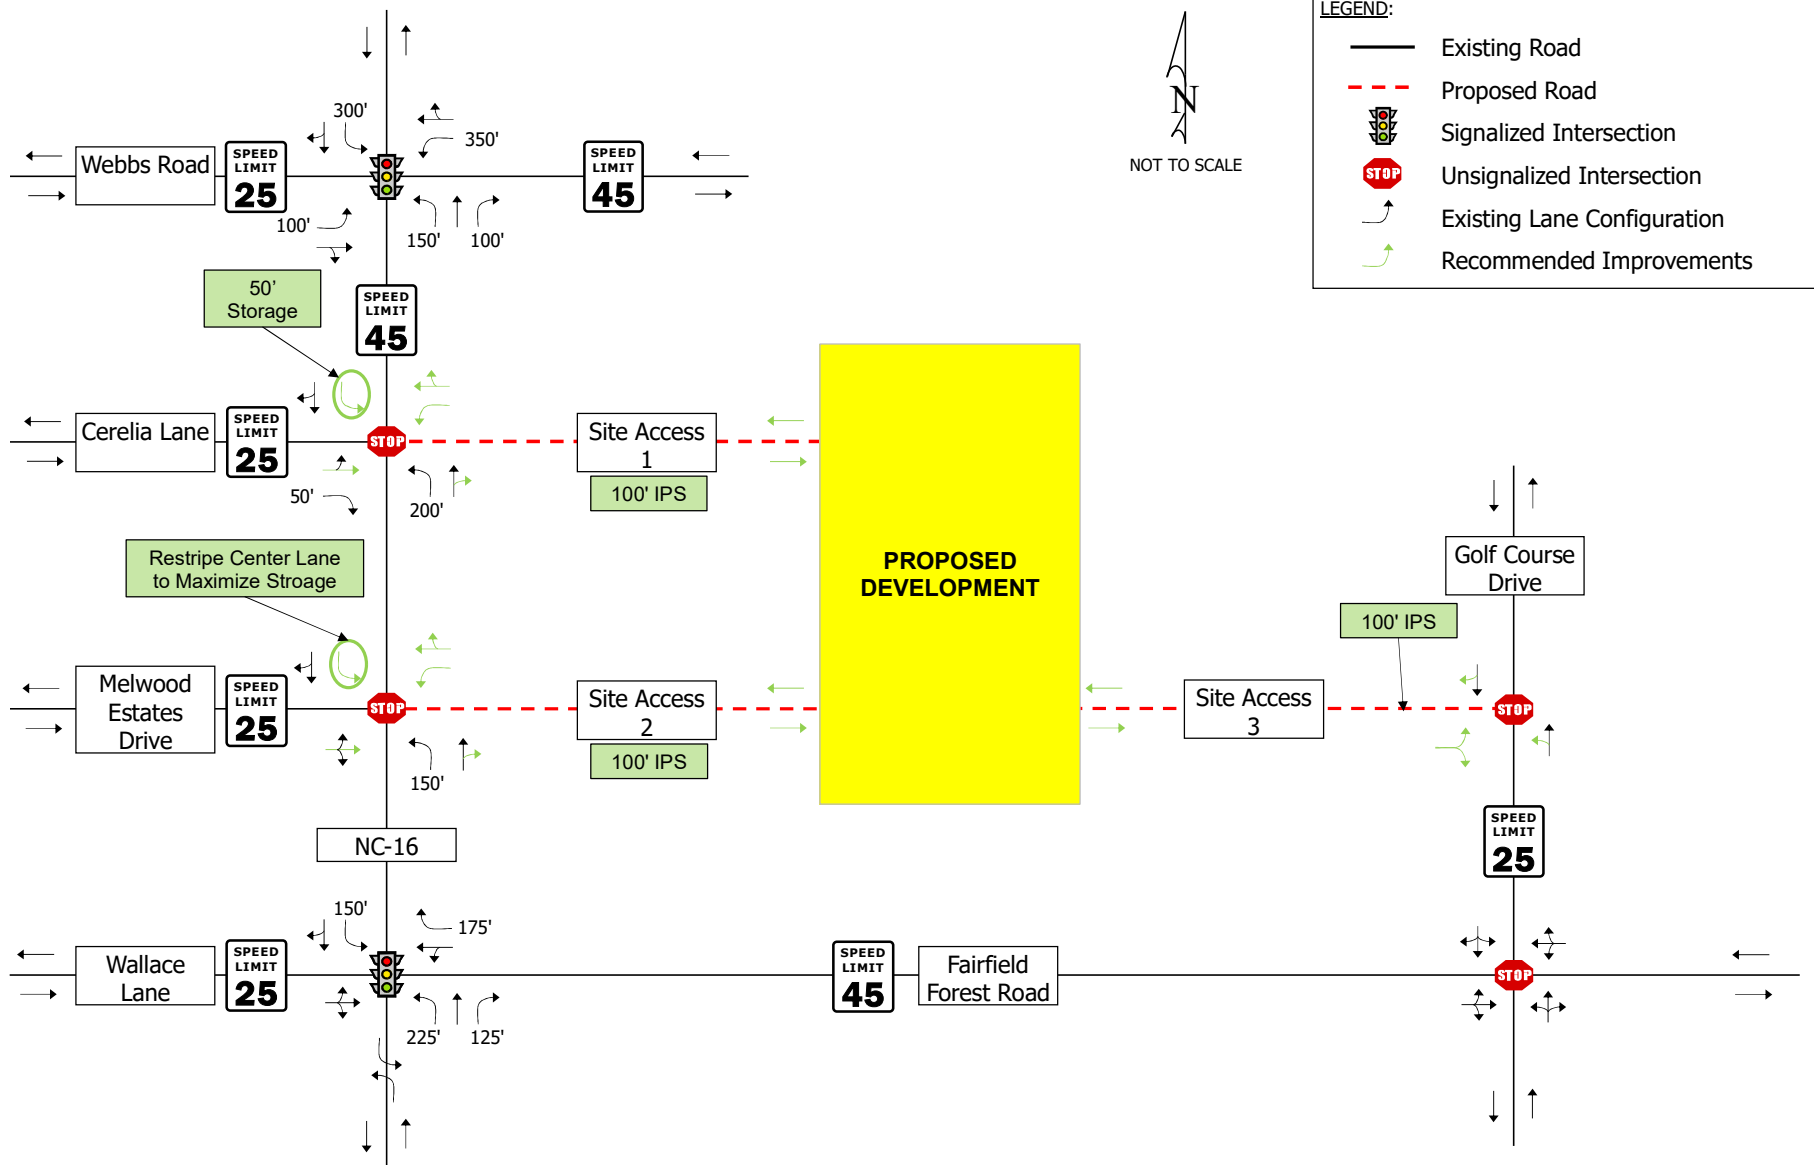 LEGEND:
Existing Road
Proposed Road
Signalized Intersection
STOP
Unsignalized Intersection
Existing Lane Configuration
Recommended Improvements
N
NOT TO SCALE
300'
350'
Webbs Road
SPEED
LIMIT
25
SPEED
LIMIT
45
100'
150'
100'
50'
Storage
SPEED
LIMIT
45
Cerelia Lane
SPEED
LIMIT
25
STOP
Site Access
1
100' IPS
50'
200'
Restripe Center Lane
to Maximize Stroage
PROPOSED
DEVELOPMENT
Golf Course
Drive
100' IPS
Melwood
Estates
Drive
SPEED
LIMIT
25
STOP
Site Access
2
100' IPS
Site Access
3
STOP
150'
NC-16
SPEED
LIMIT
25
150'
175'
Wallace
Lane
SPEED
LIMIT
25
SPEED
LIMIT
45
Fairfield
Forest Road
STOP
225'
125'